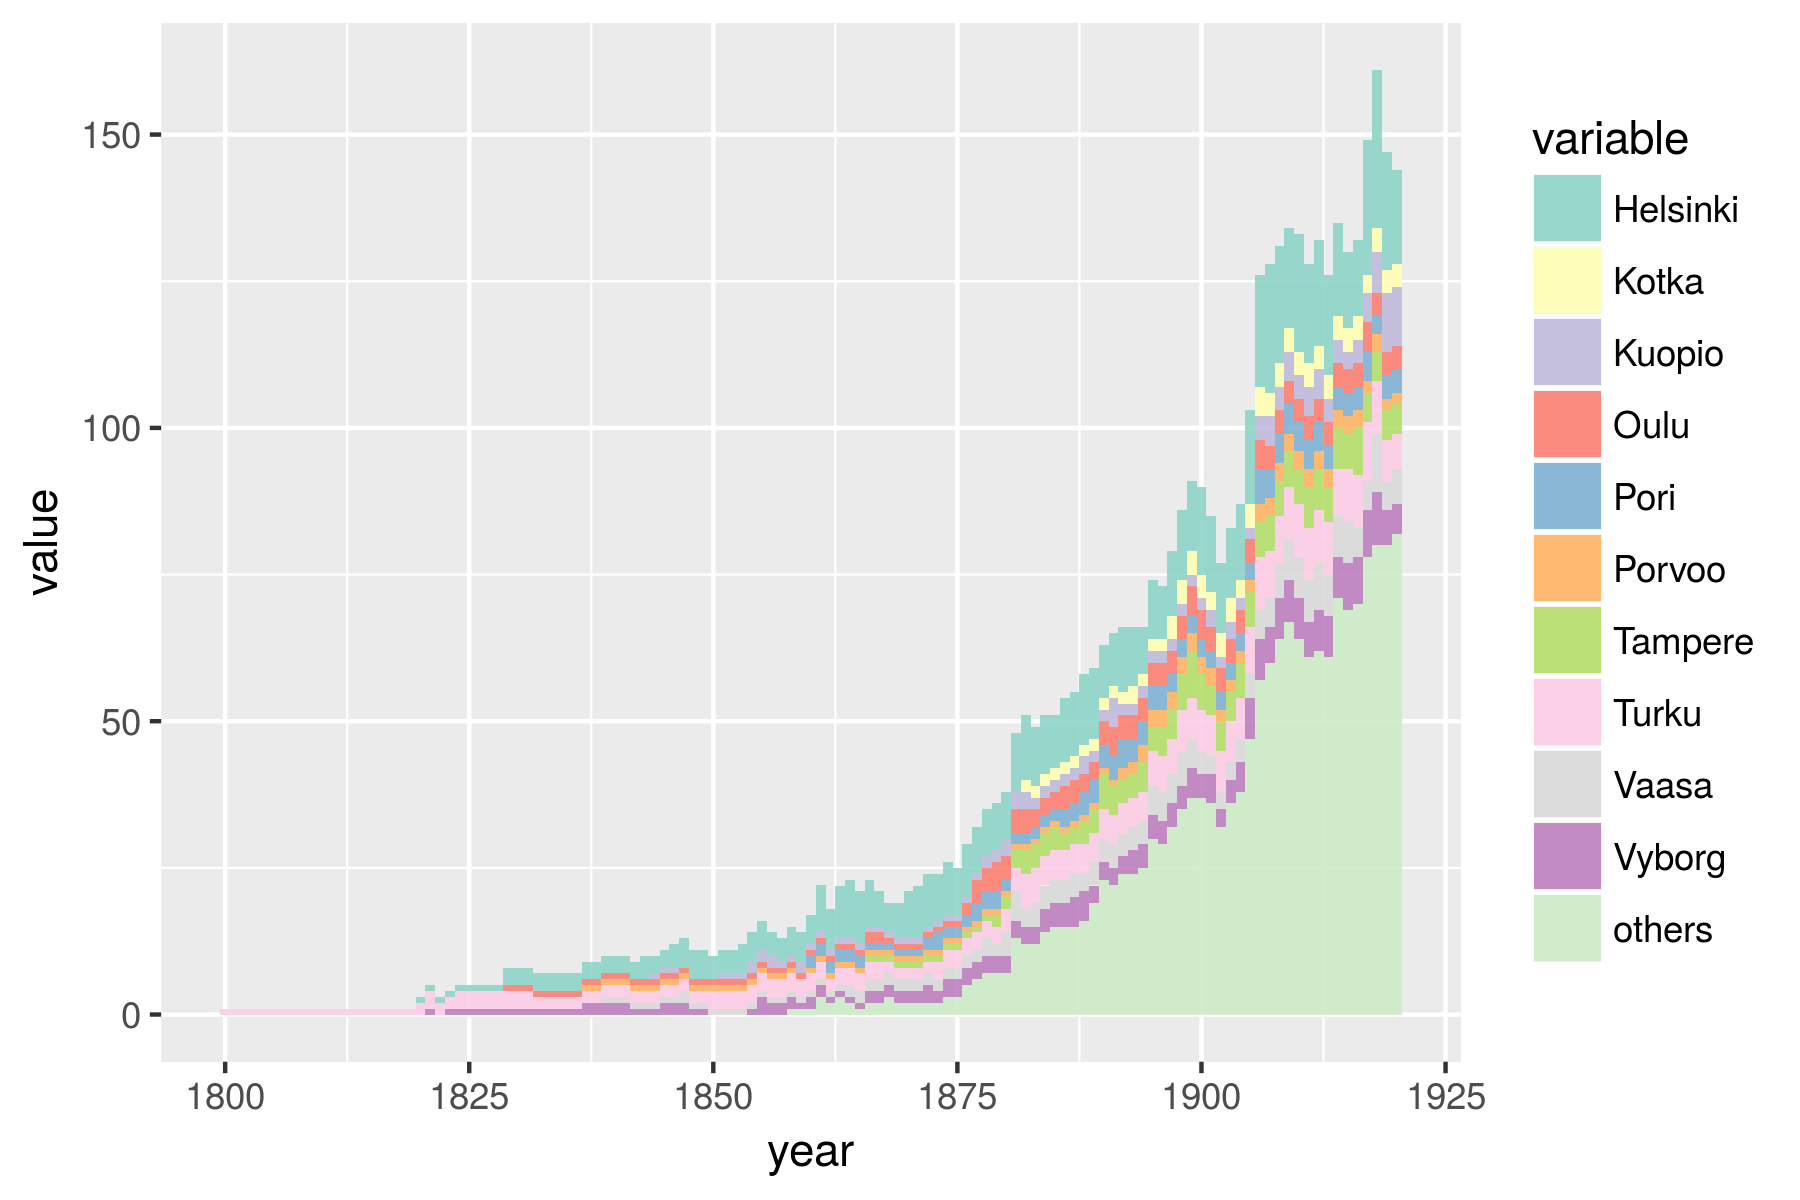 150
100
50
0
value
1800 1825 1850 1875 1900 1925
year
variable
Helsinki
Kotka
Kuopio
Oulu
Pori
Porvoo
Tampere
Turku
Vaasa
Vyborg
others